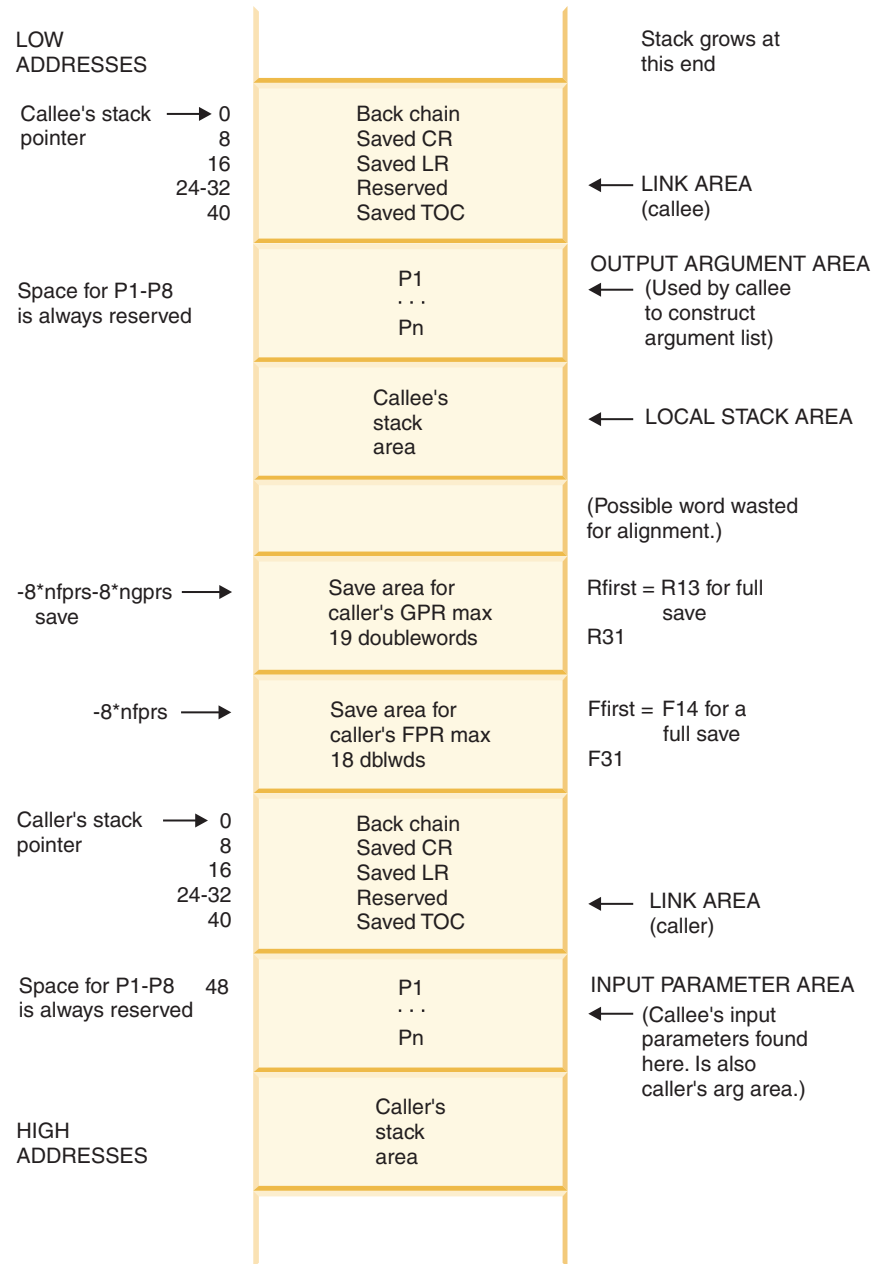 LOW
ADDRESSES
Stack grows at
this end
Callee's stack
pointer
0
8
16
24-32
40
Back chain
Saved CR
Saved LR
Reserved
Saved TOC
LINK AREA
(callee)
Space for P1-P8
is always reserved
P1
. . .
Pn
OUTPUT ARGUMENT AREA
(Used by callee
to construct
argument list)
Callee's
stack
area
LOCAL STACK AREA
(Possible word wasted
for alignment.)
-8*nfprs-8*ngprs
save
Save area for
caller's GPR max
19 doublewords
Rfirst = R13 for full
save
R31
-8*nfprs
Save area for
caller's FPR max
18 dblwds
Ffirst = F14 for a
full save
F31
Caller's stack
pointer
0
8
16
24-32
40
Back chain
Saved CR
Saved LR
Reserved
Saved TOC
LINK AREA
(caller)
Space for P1-P8 48
is always reserved
P1
. . .
Pn
INPUT PARAMETER AREA
(Callee's input
parameters found
here. Is also
caller's arg area.)
Caller's
stack
area
HIGH
ADDRESSES